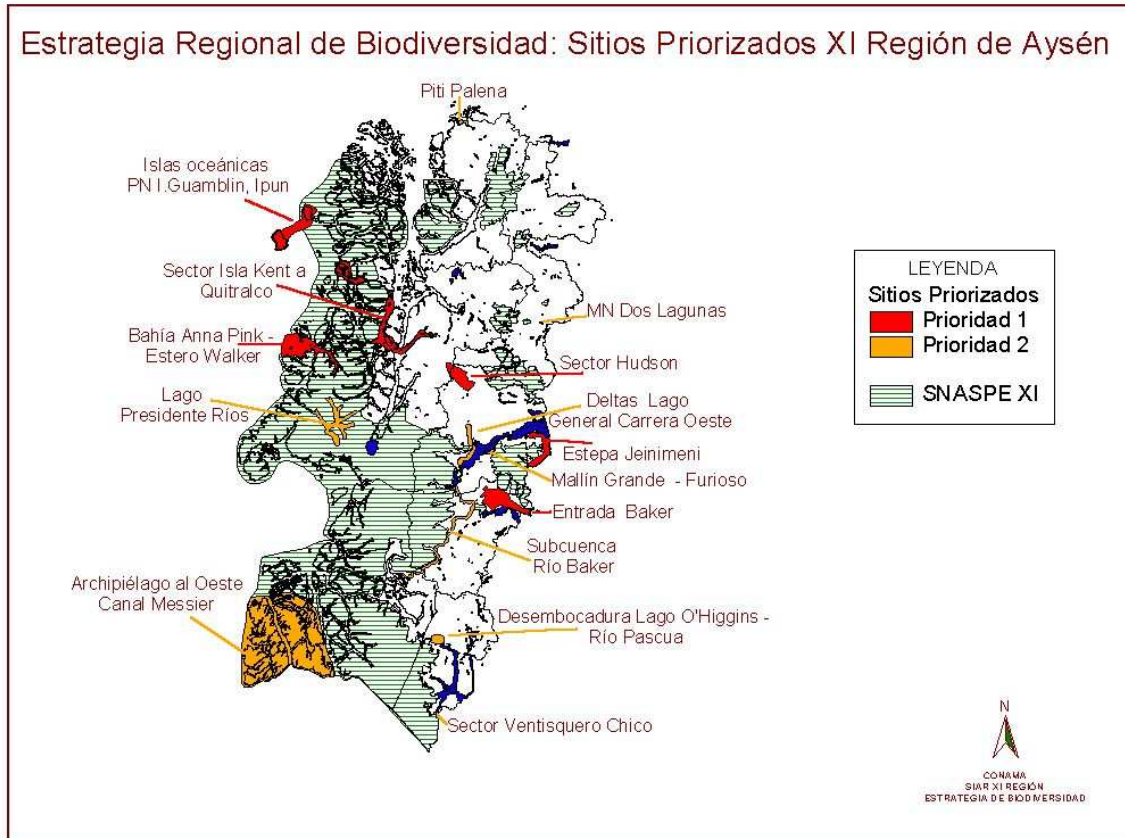 Estrategia Regional de Biodiversidad: Sitios Priorizados XI Región de Aysén
Piti Palena
Islas oceánicas
PN I.Guamblin, Ipun
Sector Isla Kent a
Quitralco
Bahía Anna Pink -
Estero Walker
Lago
Presidente Ríos
MN Dos Lagunas
Sector Hudson
Deltas Lago
General Carrera Oeste
Estepa Jeinimeni
Mallín Grande - Furioso
Entrada Baker
Subcuenca
Río Baker
Archipiélago al Oeste
Canal Messier
Desembocadura Lago O'Higgins -
Río Pascua
Sector Ventisquero Chico
LEYENDA
Sitios Priorizados
Prioridad 1
Prioridad 2
SNASPE XI
N
CONAMA
SIAR XI REGIÓN
ESTRATEGIA DE BIODIVERSIDAD